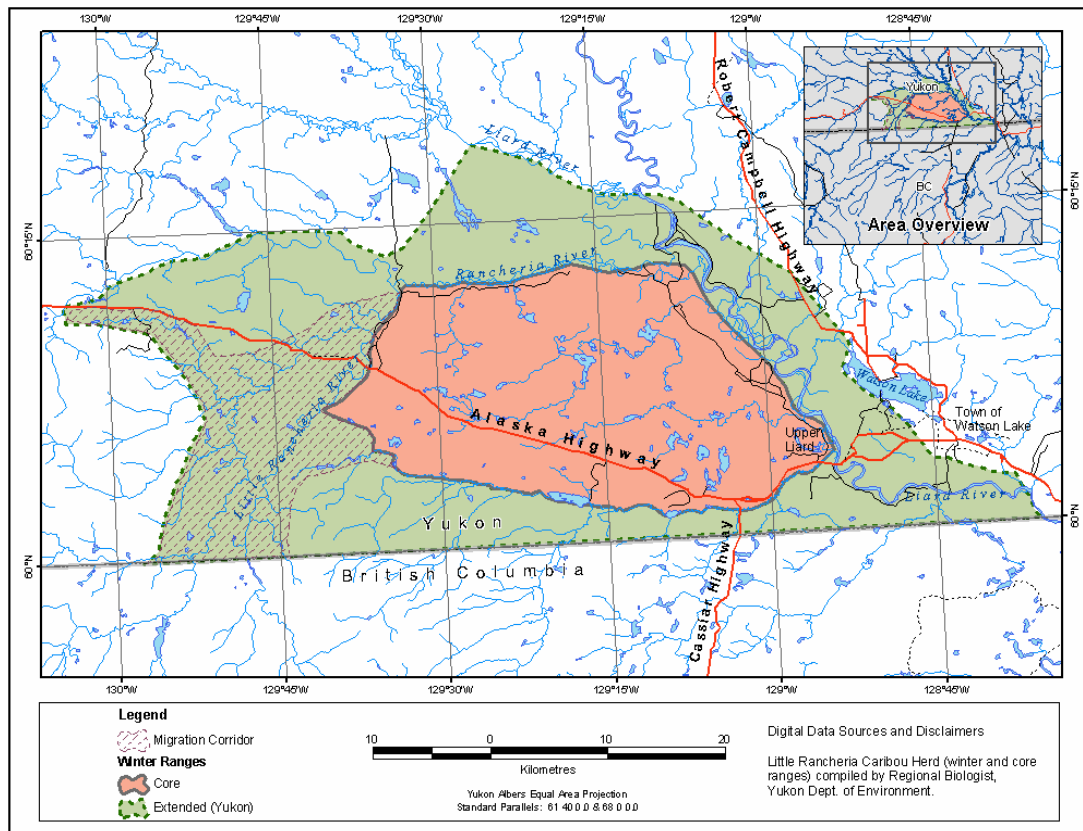 130°W
129°45'W
129°30'W
129°15'W
129°W
128°45'W
60°15'N
60°15'N
Yukon
BC
Area Overview
Robert Campbell Highway
Liard River
Rancheria River
Little Rancheria River
Alaska Highway
Watson Lake
Town of
Watson Lake
Upper
Liard
Liard River
Yukon
British Columbia
Cassiar Highway
60°N
60°N
130°W
129°45'W
129°30'W
129°15'W
129°W
128°45'W
Legend
Migration Corridor
Winter Ranges
Core
Extended (Yukon)
10 0 10 20
Kilometres
Yukon Albers Equal Area Projection
Standard Parallels: 61 40 0.0 & 68 0 0.0
Digital Data Sources and Disclaimers
Little Rancheria Caribou Herd (winter and core
ranges) compiled by Regional Biologist,
Yukon Dept. of Environment.